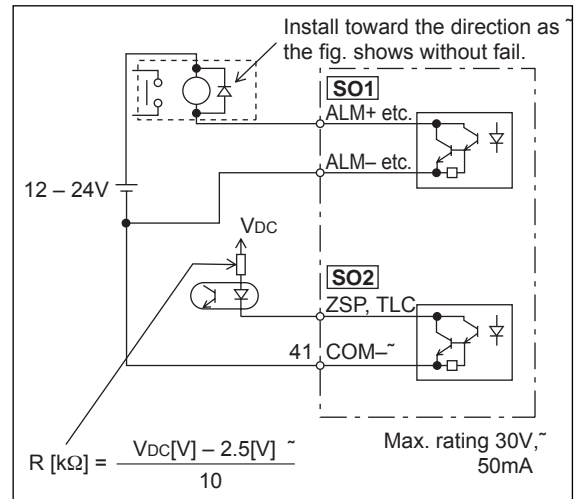 Install toward the direction as ~
the fig. shows without fail.
SO1
ALM+ etc.
ALM– etc.
12 – 24V
VDC
SO2
ZSP, TLC
41 COM–~
R [kΩ] = VDC[V] – 2.5[V] ~
10
Max. rating 30V,~
50mA